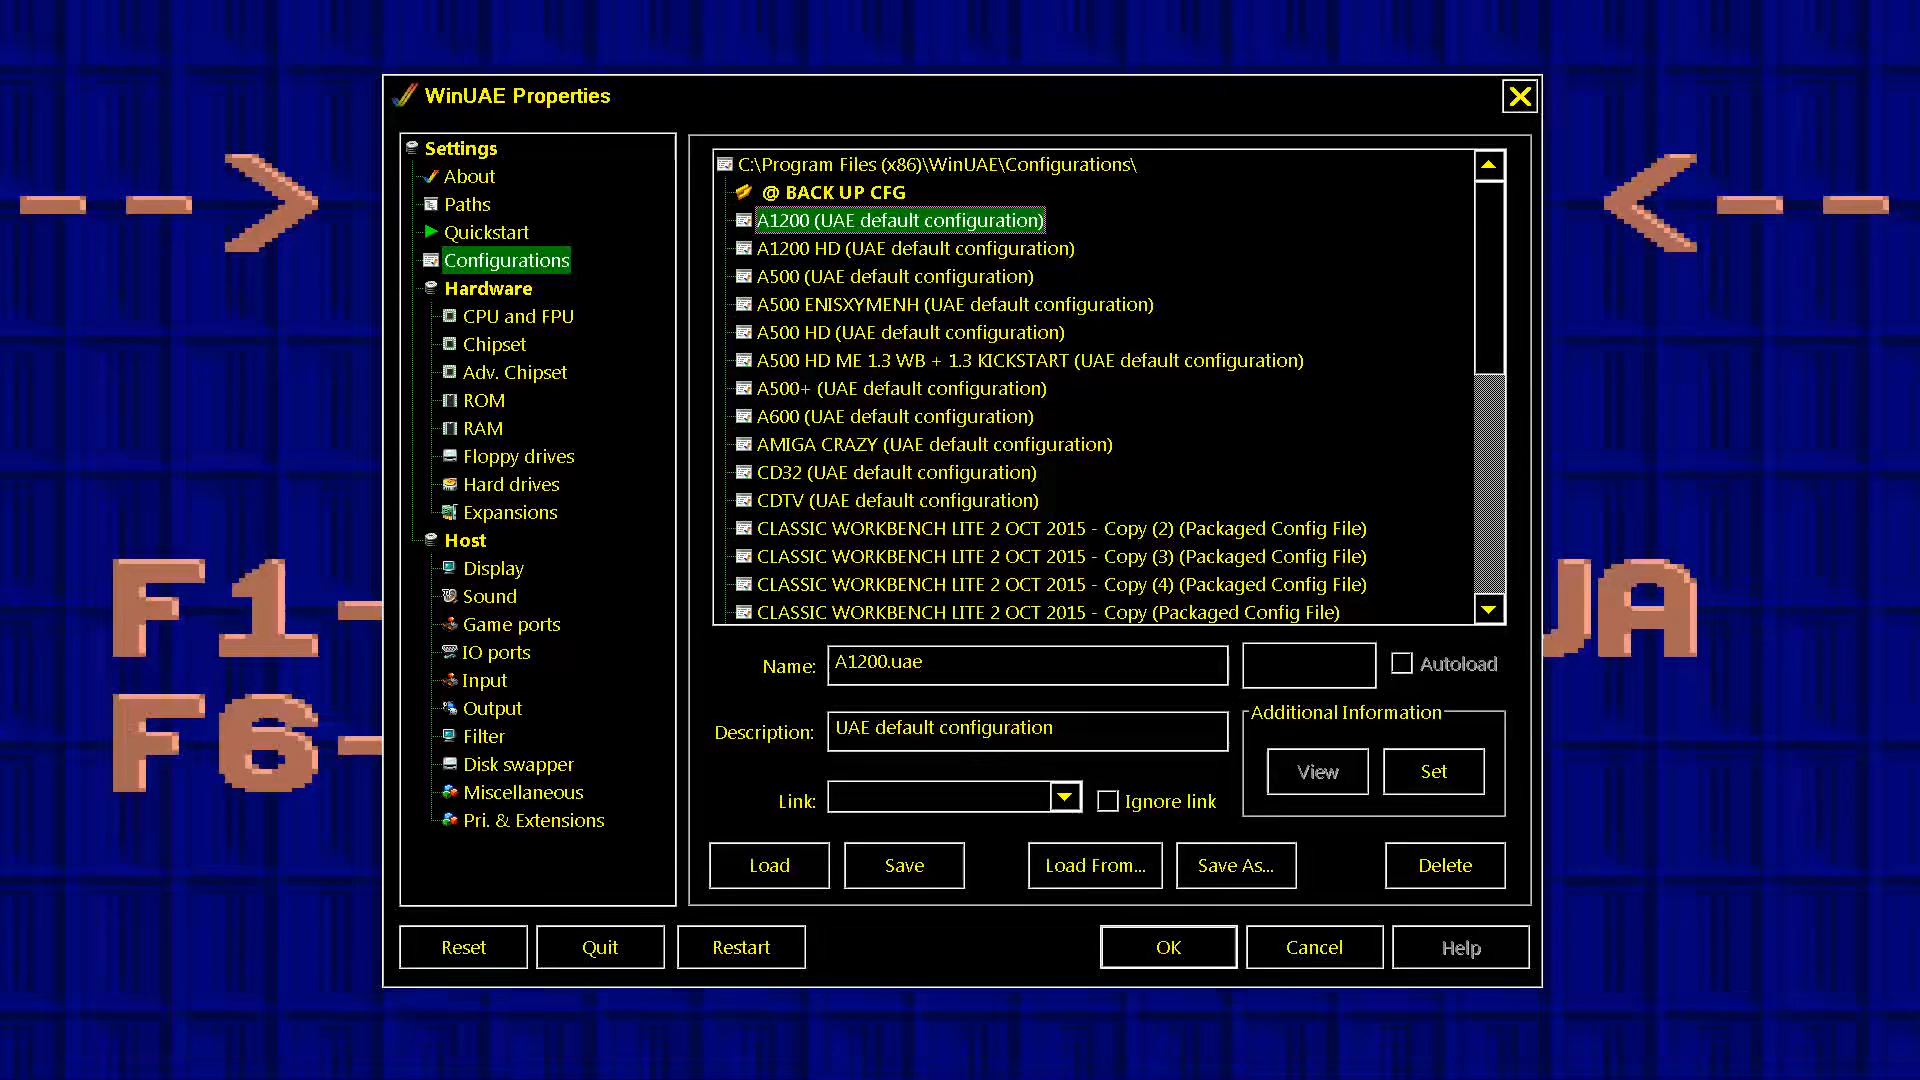 WinUAE Properties
Settings
About
Paths
Quickstart
Configurations
Hardware
CPU and FPU
Chipset
Adv. Chipset
ROM
RAM
Floppy drives
Hard drives
Expansions
Host
Display
Sound
Game ports
IO ports
Input
Output
Filter
Disk swapper
Miscellaneous
Pri. & Extensions
C:\Program Files (x86)\WinUAE\Configurations\
@ BACK UP CFG
A1200 (UAE default configuration)
A1200 HD (UAE default configuration)
A500 (UAE default configuration)
A500 ENISXYMENH (UAE default configuration)
A500 HD (UAE default configuration)
A500 HD ME 1.3 WB + 1.3 KICKSTART (UAE default configuration)
A500+ (UAE default configuration)
A600 (UAE default configuration)
AMIGA CRAZY (UAE default configuration)
CD32 (UAE default configuration)
CDTV (UAE default configuration)
CLASSIC WORKBENCH LITE 2 OCT 2015 - Copy (2) (Packaged Config File)
CLASSIC WORKBENCH LITE 2 OCT 2015 - Copy (3) (Packaged Config File)
CLASSIC WORKBENCH LITE 2 OCT 2015 - Copy (4) (Packaged Config File)
CLASSIC WORKBENCH LITE 2 OCT 2015 - Copy (Packaged Config File)
Name: A1200.uae
Autoload
Description: UAE default configuration
Additional Information
View Set
Link:
Ignore link
Load Save Load From... Save As... Delete
Reset Quit Restart OK Cancel Help
--> <--
F1- UA
F6-